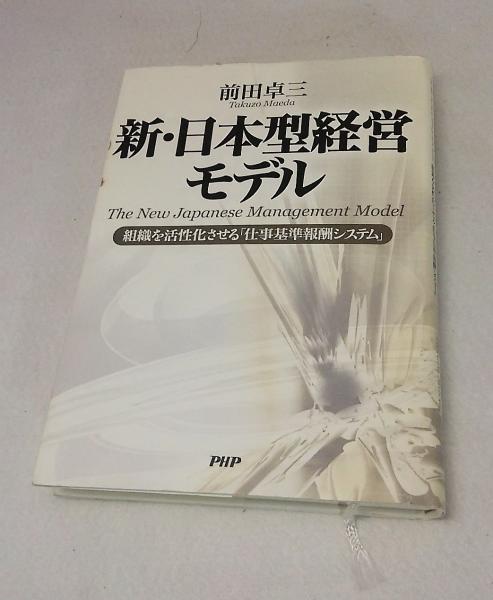 前田卓三
Takuzo Maeda
新・日本型経営
モデル
The New Japanese Management Model
組織を活性化させる「仕事基準報酬システム」
PHP